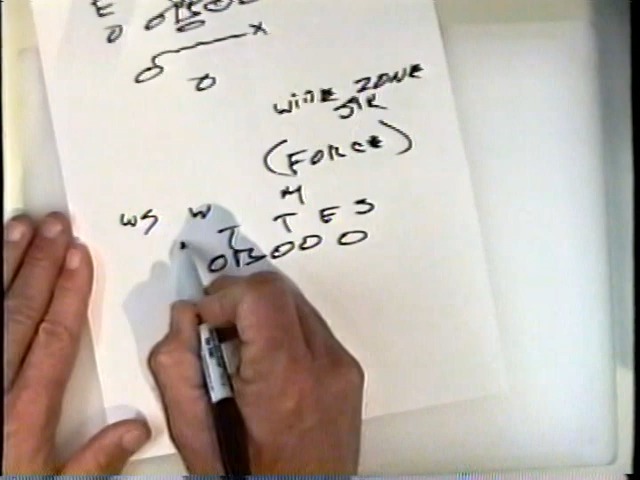 E
WIDE ZONE
STR
(FORCE)
M
WS W T T E S